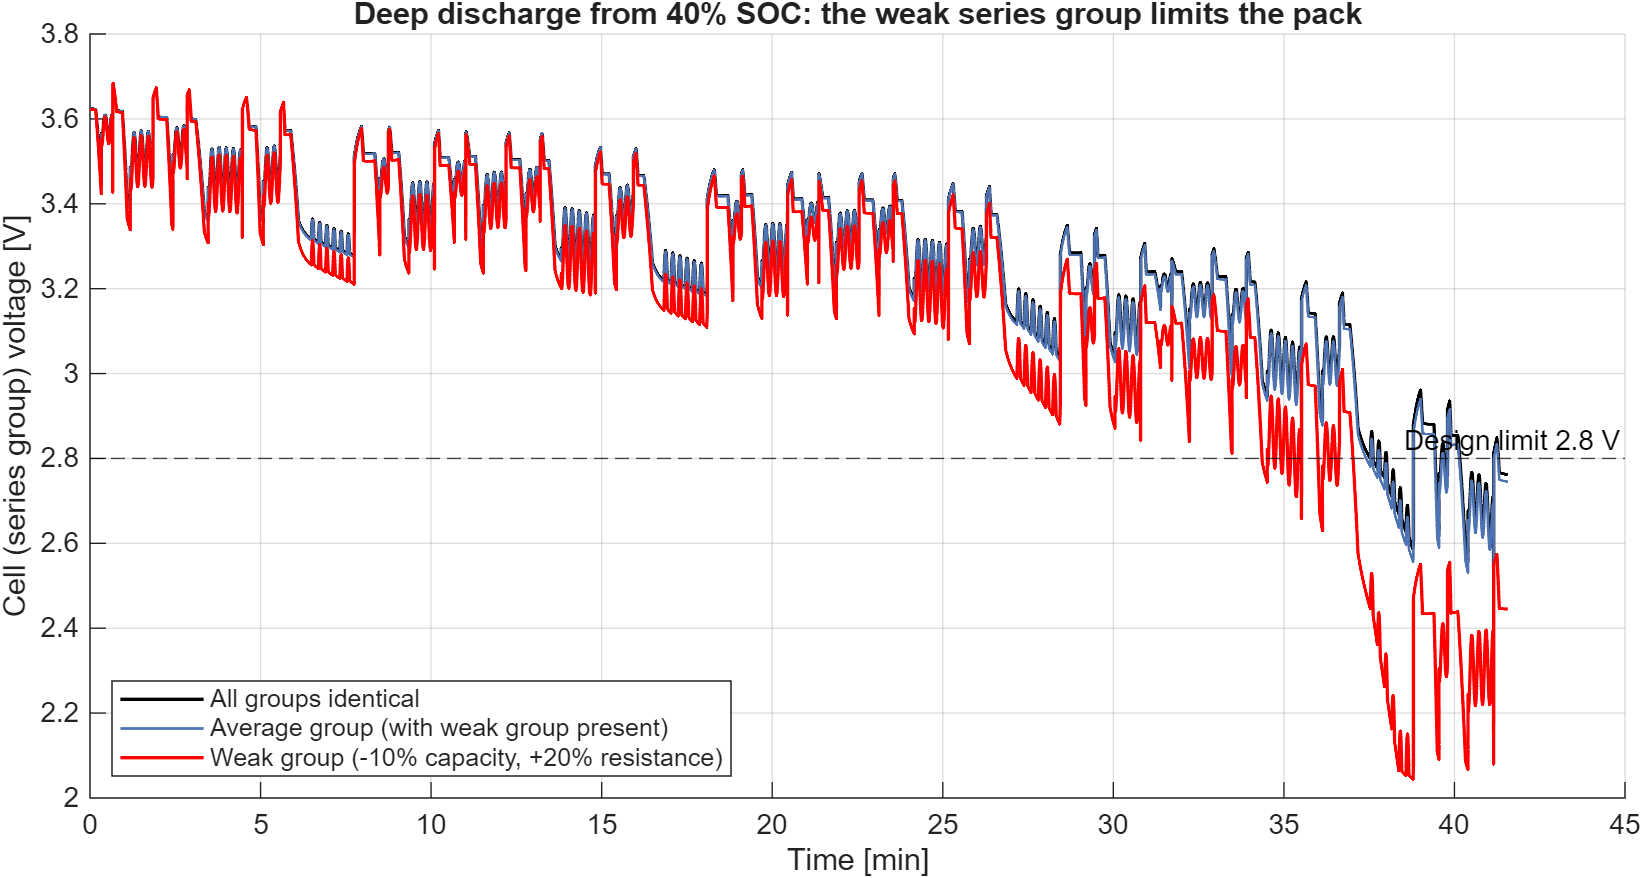 Deep discharge from 40% SOC: the weak series group limits the pack
Cell (series group) voltage [V]
3.8
3.6
3.4
3.2
3
2.8
2.6
2.4
2.2
2
Design limit 2.8 V
All groups identical
Average group (with weak group present)
Weak group (-10% capacity, +20% resistance)
0 5 10 15 20 25 30 35 40 45
Time [min]